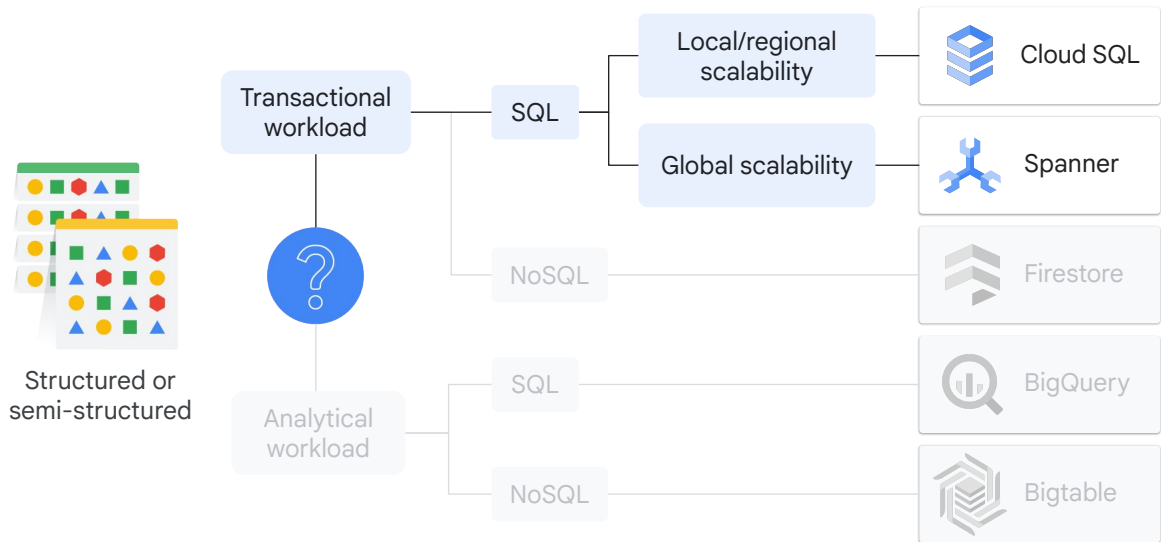 Local/regional
scalability
Cloud SQL
Transactional
workload
SQL
Global scalability
Spanner
?
NoSQL
Firestore
Structured or
semi-structured
SQL
BigQuery
Analytical
workload
NoSQL
Bigtable